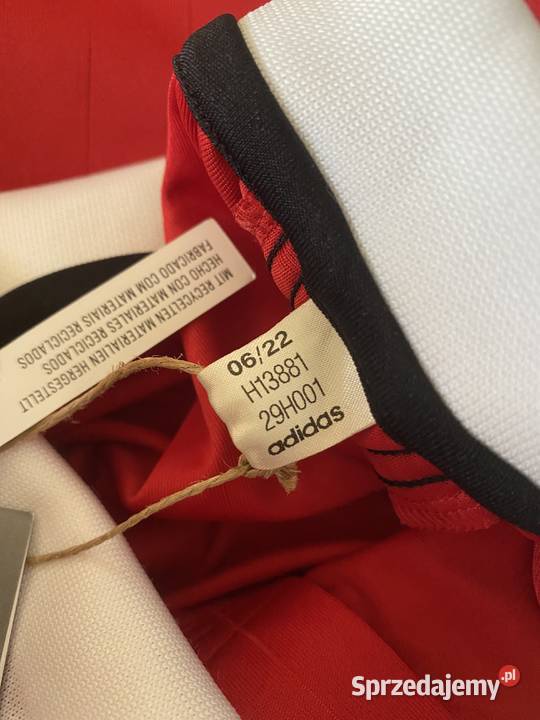 06/22
H13881
29H001
adidas
MIT RECYCELTEN MATERIALIEN HERGESTELLT
HECHO CON MATERIALES RECICLADOS
FABRICADO COM MATERIAIS RECICLADOS
Sprzedajemy.pl